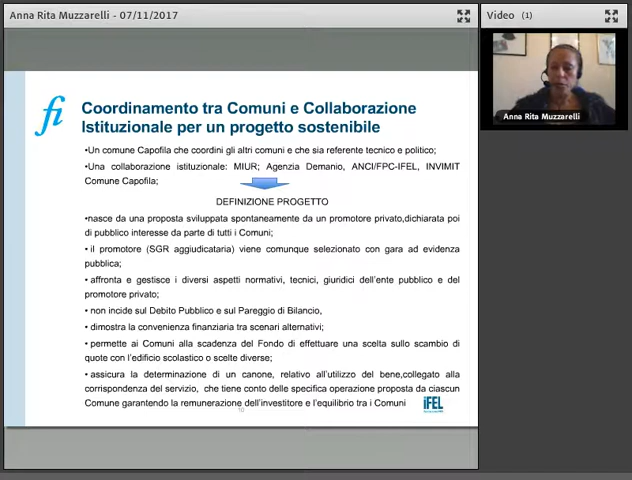 Anna Rita Muzzarelli - 07/11/2017
Video (1)
Anna Rita Muzzarelli
fi
Coordinamento tra Comuni e Collaborazione
Istituzionale per un progetto sostenibile
•Un comune Capofila che coordini gli altri comuni e che sia referente tecnico e politico;
•Una collaborazione istituzionale: MIUR; Agenzia Demanio, ANCI/FPC-IFEL, INVIMIT
Comune Capofila;
DEFINIZIONE PROGETTO
•nasce da una proposta sviluppata spontaneamente da un promotore privato,dichiarata poi
di pubblico interesse da parte di tutti i Comuni;
• il promotore (SGR aggiudicataria) viene comunque selezionato con gara ad evidenza
pubblica;
• affronta e gestisce i diversi aspetti normativi, tecnici, giuridici dell'ente pubblico e del
promotore privato;
• non incide sul Debito Pubblico e sul Pareggio di Bilancio,
• dimostra la convenienza finanziaria tra scenari alternativi;
• permette ai Comuni alla scadenza del Fondo di effettuare una scelta sullo scambio di
quote con l'edificio scolastico o scelte diverse;
• assicura la determinazione di un canone, relativo all'utilizzo del bene,collegato alla
corrispondenza del servizio, che tiene conto delle specifica operazione proposta da ciascun
Comune garantendo la remunerazione dell'investitore e l'equilibrio tra i Comuni
10
IFEL